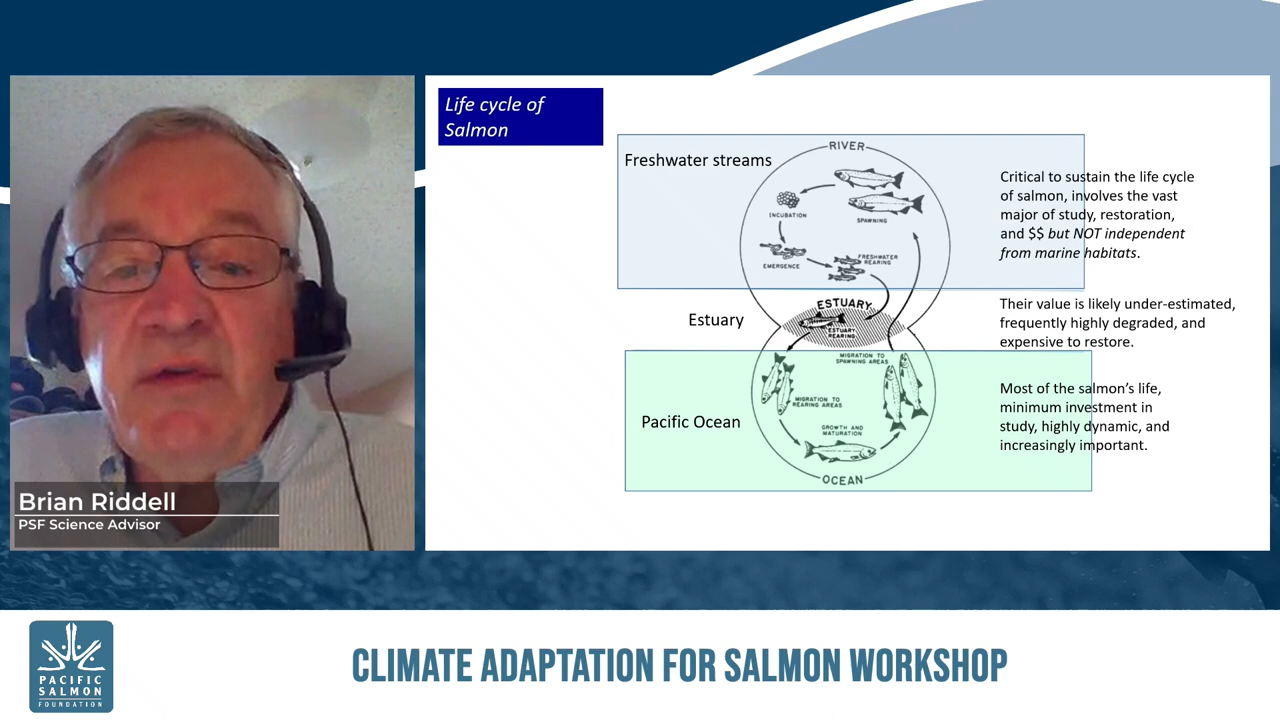 Life cycle of
Salmon
Freshwater streams
RIVER
INCUBATION
SPAWNING
EMERGENCE
FRESHWATER
REARING
Critical to sustain the life cycle
of salmon, involves the vast
major of study, restoration,
and $$ but NOT independent
from marine habitats.
Estuary
ESTUARY
ESTUARY
REARING
Their value is likely under-estimated,
frequently highly degraded, and
expensive to restore.
Pacific Ocean
MIGRATION TO
SPAWNING AREAS
MIGRATION TO
REARING AREAS
GROWTH AND
MATURATION
OCEAN
Most of the salmon’s life,
minimum investment in
study, highly dynamic, and
increasingly important.
Brian Riddell
PSF Science Advisor
PACIFIC
SALMON
FOUNDATION
CLIMATE ADAPTATION FOR SALMON WORKSHOP